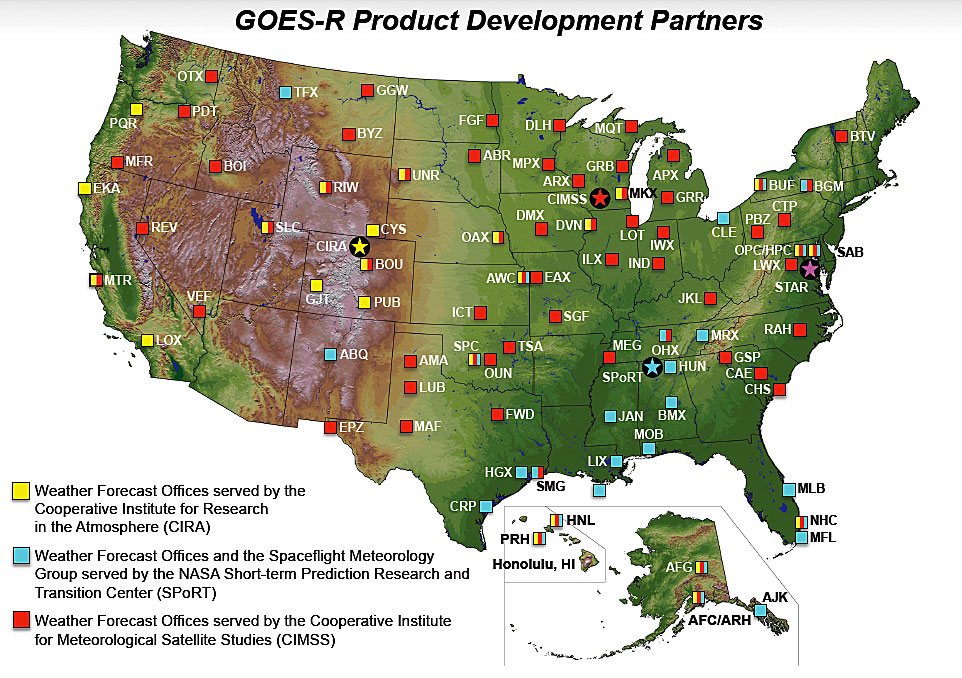 GOES-R Product Development Partners
OTX
TFX
GGW
PQR
PDT
BYZ
FGF
DLH
MQT
BTV
MFR
BOI
ABR
MPX
GRB
APX
EKA
RIW
UNR
ARX
CIMSS
MKX
GRR
BUF
BGM
REV
SLC
CYS
CIRA
OAX
DMX
DVN
LOT
IWX
CLE
PBZ
CTP
OPC/HPC
SAB
MTR
BOU
ILX
IND
LWX
STAR
GJT
PUB
AWC
EAX
VEF
ICT
SGF
JKL
RAH
LOX
ABQ
AMA
SPC
OUN
TSA
MEG
OHX
MRX
SPoRT
HUN
GSP
CAE
CHS
LUB
EPZ
MAF
FWD
JAN
BMX
MOB
LIX
HGX
SMG
CRP
MLB
NHC
MFL
HNL
PRH
Honolulu, HI
AFG
AFC/ARH
AJK
Weather Forecast Offices served by the
Cooperative Institute for Research
in the Atmosphere (CIRA)
Weather Forecast Offices and the Spaceflight Meteorology
Group served by the NASA Short-term Prediction Research and
Transition Center (SPoRT)
Weather Forecast Offices served by the Cooperative Institute
for Meteorological Satellite Studies (CIMSS)